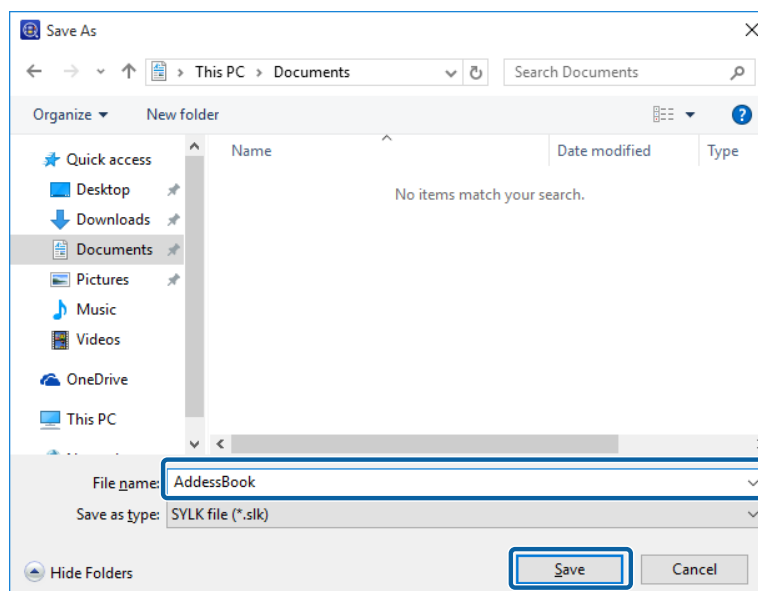 Save As
This PC > Documents
Search Documents
Organize
New folder
?
Name
Date modified
Type
Quick access
No items match your search.
Desktop
Downloads
Documents
Pictures
Music
Videos
OneDrive
This PC
File name:
AddessBook
Save as type:
SYLK file (*.slk)
Hide Folders
Save
Cancel